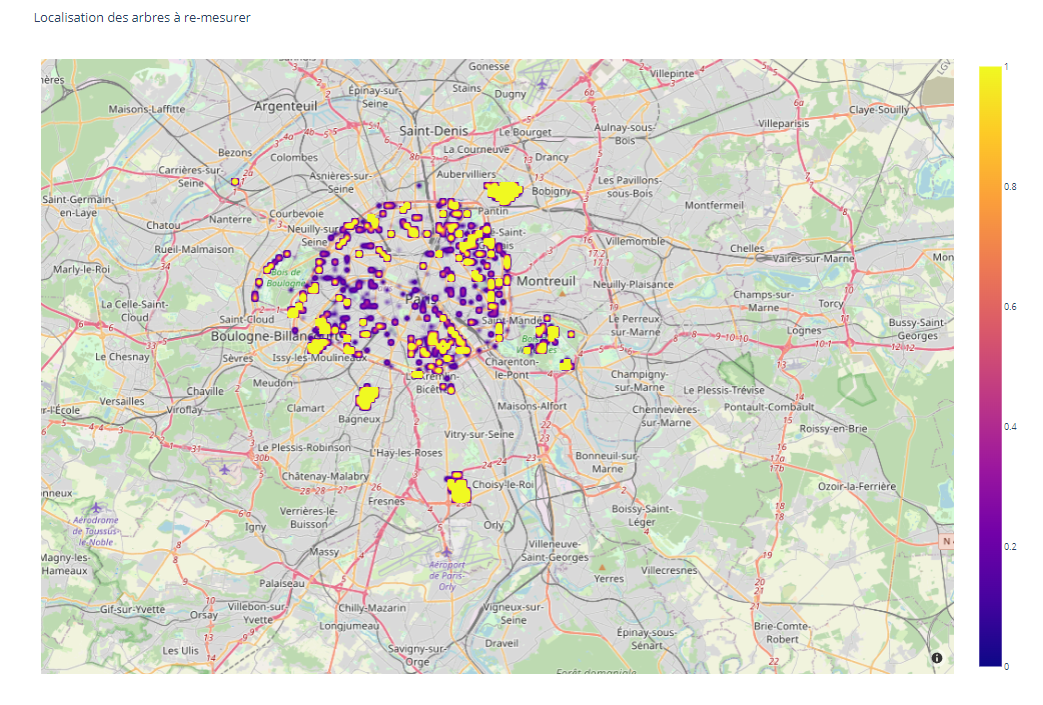 Localisation des arbres à re-mesurer
Gonesse
Villepinte
LGV
ères
Stains
Dugny
Épinay-sur-
Seine
6b
6a
Maisons-Laffitte
Argenteuil
Claye-Souilly
Villeparis
Saint-Denis
Le Bourget
Aulnay-sous-
Bois
Bezons
Colombes
La Courneuve
Drancy
Carrières-sur-
Seine
Asnières-sur-
Seine
Aubervilliers
Bobigny
Les Pavillons-
sous-Bois
Saint-Germain-
en-Laye
Nanterre
Courbevoie
Pantin
Montfermeil
Chatou
Neuilly-sur-
Seine
Rueil-Malmaison
Villemomble
Chelles
Vaires-sur-Marne
Mon
Marly-le-Roi
Bois de
Boulogne
Montreuil
Neuilly-Plaisance
Champs-sur-
Marne
Torcy
La Celle-Saint-
Cloud
Saint-Cloud
Saint-Mandé
Le Perreux
sur-Marne
Lognes
Bussy-Saint-
Georges
Le Chesnay
Sèvres
Issy-les-Moulineaux
Charenton-
le-Pont
Champigny-
sur-Marne
Meudon
Chaville
Versailles
Viroflay
Clamart
Bagneux
Maisons-Alfort
Chennevières-
sur-Marne
Le Plessis-Trévise
Pontault-Combault
Roissy-en-Brie
r-l'École
Vitry-sur-Seine
Le Plessis-Robinson
L'Haÿ-les-Roses
Bonneuil-sur-
Marne
Châtenay-Malabry
Choisy-le-Roi
Ozoir-la-Ferrière
nneux
Fresnes
Verrières-le-
Buisson
Boissy-Saint-
Léger
Aérodrome
de Toussus-
le-Noble
Igny
Orly
Massy
Villeneuve-
Saint-Georges
Magny-les-
Hameaux
Aéroport
de Paris-
Orly
Palaiseau
Yerres
Villecresnes
Gif-sur-Yvette
Orsay
Villebon-sur-
Yvette
Chilly-Mazarin
Longjumeau
Vigneux-sur-
Seine
Épinay-sous-
Sénart
Brie-Comte-
Robert
Les Ulis
Savigny-sur-
Orge
Draveil
Forêt domaniale
1
0.8
0.6
0.4
0.2
0